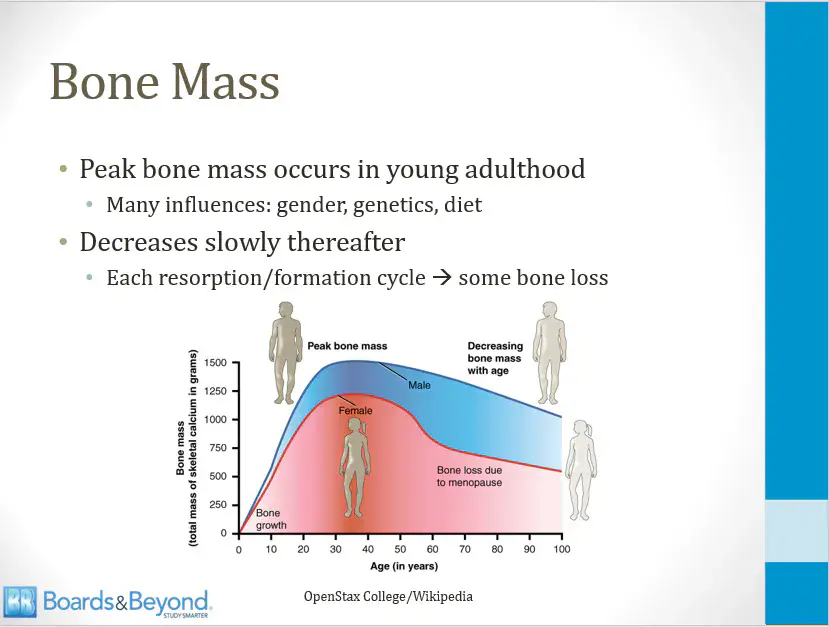 Bone Mass
• Peak bone mass occurs in young adulthood
• Many influences: gender, genetics, diet
• Decreases slowly thereafter
• Each resorption/formation cycle → some bone loss
Peak bone mass
Decreasing
bone mass
with age
Male
Female
Bone loss due
to menopause
Bone
growth
Bone mass
(total mass of skeletal calcium in grams)
1500
1250
1000
750
500
250
0
0 10 20 30 40 50 60 70 80 90 100
Age (in years)
BB Boards&Beyond.
STUDY SMARTER
OpenStax College/Wikipedia